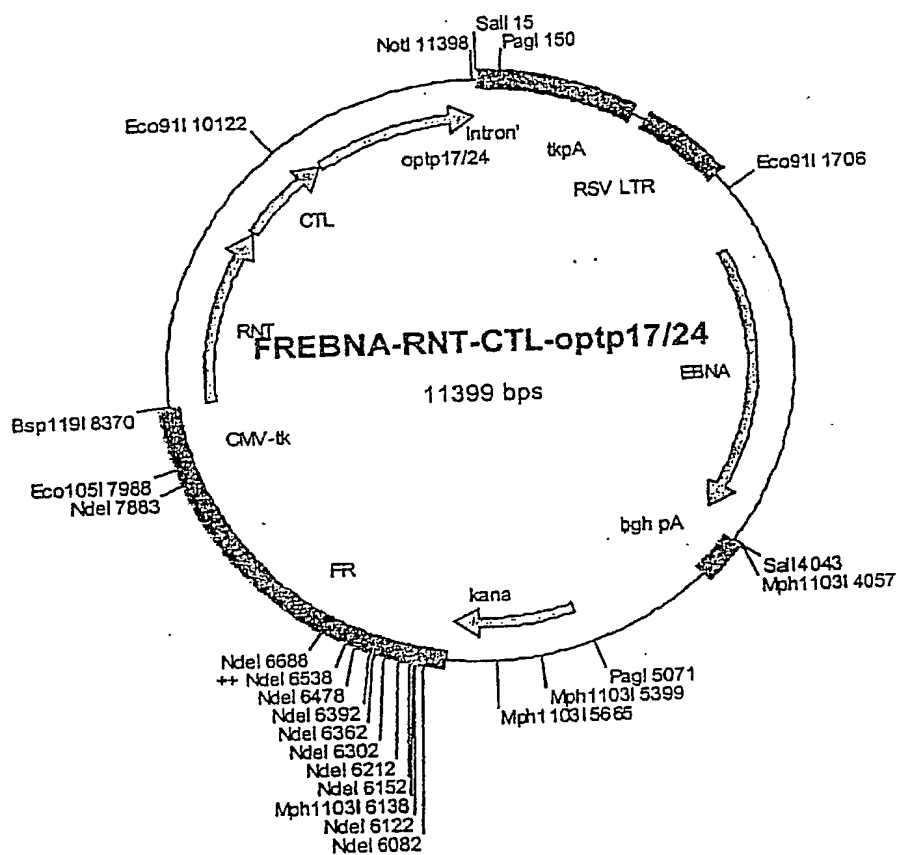 SalI 15
NotI 11398
PagI 150
Eco91I 10122
Intron'
optp17/24
tkpA
Eco91I 1706
RSV LTR
CTL
RNT
FREBNA-RNT-CTL-optp17/24
EBNA
11399 bps
Bsp119I 8370
CMV-tk
Eco105I 7988
NdeI 7883
bgh pA
SalI 4043
Mph1103I 4057
FR
kana
NdeI 6688
++ NdeI 6538
NdeI 6478
NdeI 6392
NdeI 6362
NdeI 6302
NdeI 6212
NdeI 6152
Mph1103I 6138
NdeI 6122
NdeI 6082
PagI 5071
Mph1103I 5399
Mph1103I 5665